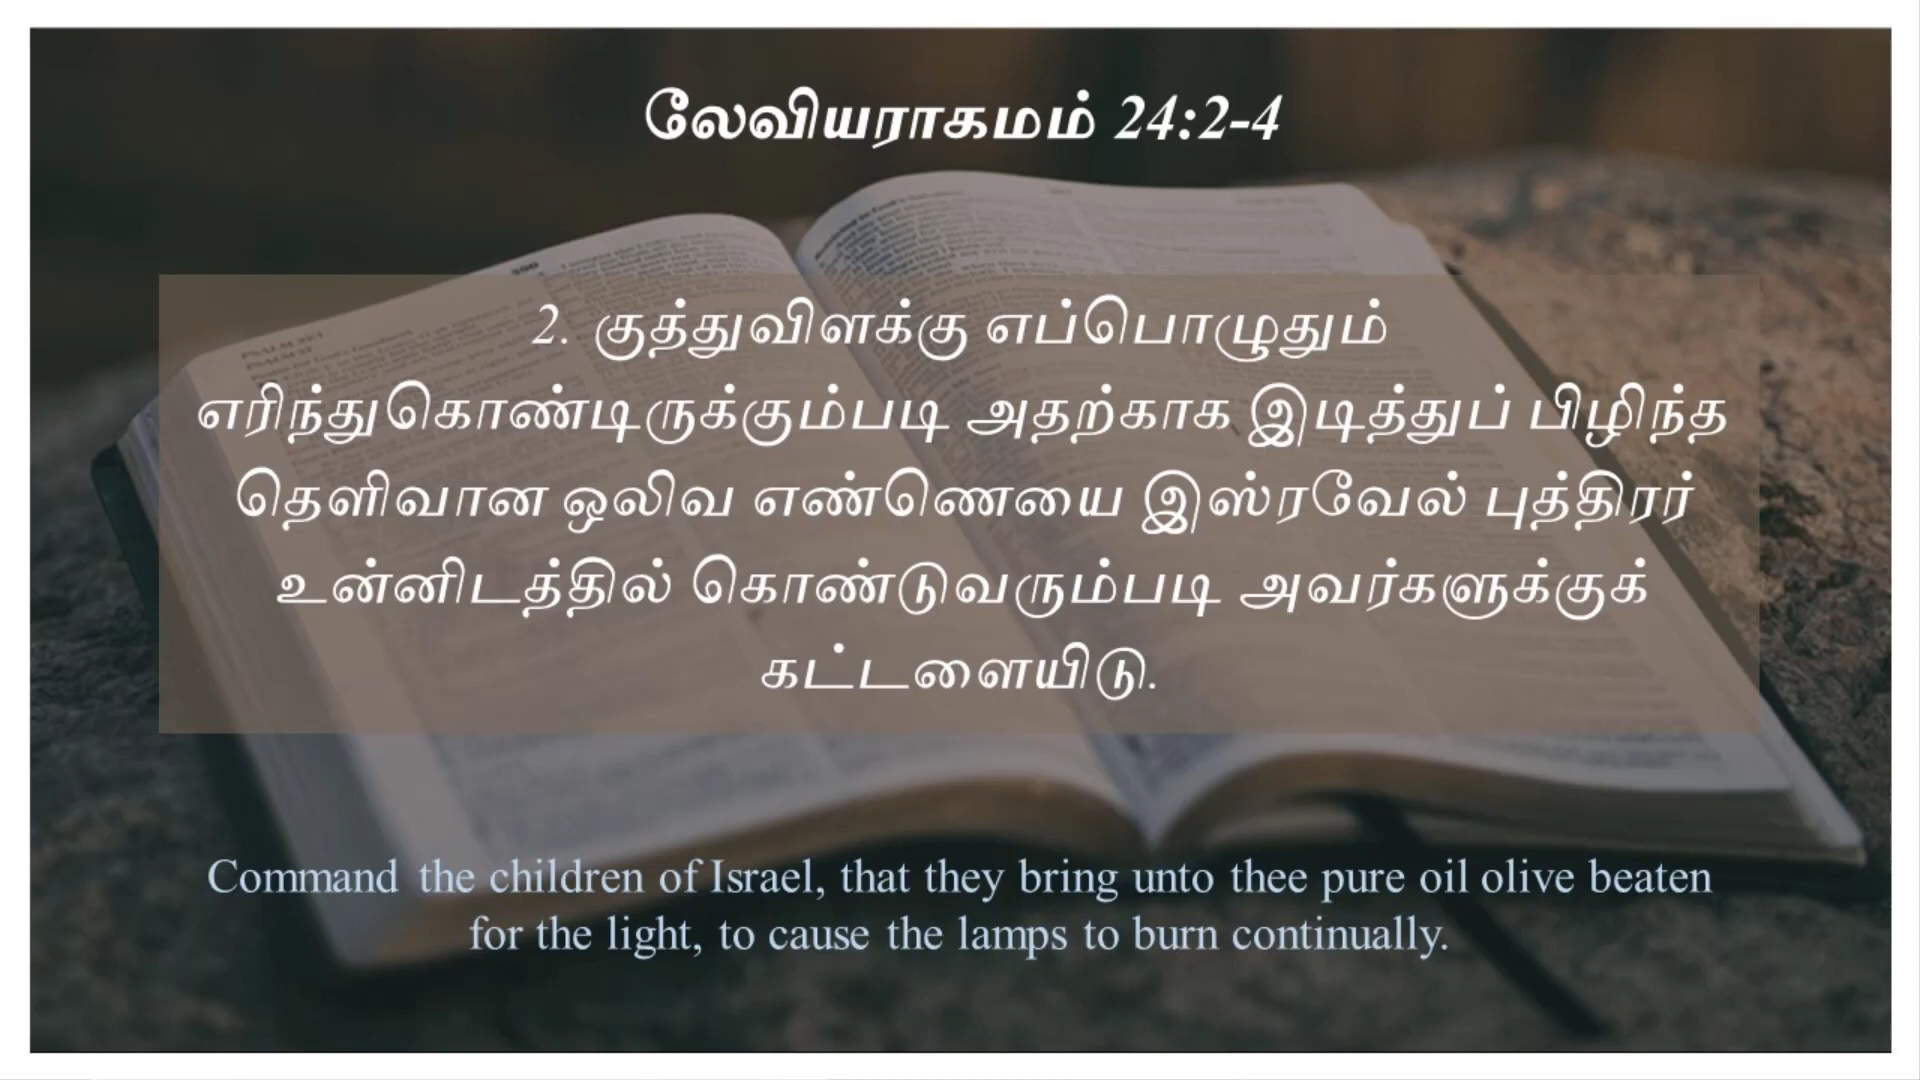 லேவியராகமம் 24:2-4
2. குத்துவிளக்கு எப்பொழுதும்
எரிந்துகொண்டிருக்கும்படி அதற்காக இடித்துப் பிழிந்த
தெளிவான ஒலிவ எண்ணெயை இஸ்ரவேல் புத்திரர்
உன்னிடத்தில் கொண்டுவரும்படி அவர்களுக்குக்
கட்டளையிடு.
Command the children of Israel, that they bring unto thee pure oil olive beaten
for the light, to cause the lamps to burn continually.